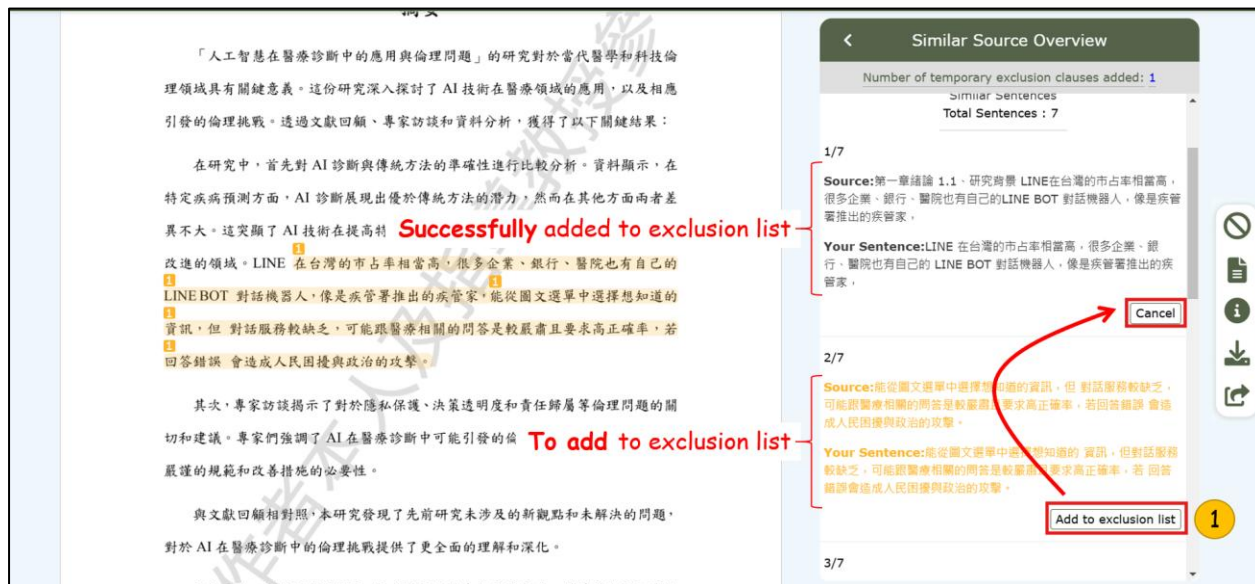 摘要
「人工智慧在醫療診斷中的應用與倫理問題」的研究對於當代醫學和科技倫
理領域具有關鍵意義。這份研究深入探討了 AI 技術在醫療領域的應用，以及相應
引發的倫理挑戰。透過文獻回顧、專家訪談和資料分析，獲得了以下關鍵結果：
在研究中，首先對 AI 診斷與傳統方法的準確性進行比較分析。資料顯示，在
特定疾病預測方面，AI 診斷展現出優於傳統方法的潛力，然而在其他方面兩者差
異不大。這突顯了 AI 技術在提高特
改進的領域。LINE 在台灣的市占率相當高，很多企業、銀行、醫院也有自己的
1
LINE BOT 對話機器人，像是疾管署推出的疾管家，能從圖文選單中選擇想知道的
1
1
資訊，但 對話服務較缺乏，可能跟醫療相關的問答是較嚴肅且要求高正確率，若
1
回答錯誤 會造成人民困擾與政治的攻擊。
1
其次，專家訪談揭示了對於隱私保護、決策透明度和責任歸屬等倫理問題的關
切和建議。專家們強調了 AI 在醫療診斷中可能引發的倫
嚴謹的規範和改善措施的必要性。
與文獻回顧相對照，本研究發現了先前研究未涉及的新觀點和未解決的問題，
對於 AI 在醫療診斷中的倫理挑戰提供了更全面的理解和深化。
作者本人及指導教授參
Successfully added to exclusion list
To add to exclusion list
Similar Source Overview
Number of temporary exclusion clauses added: 1
Similar Sentences
Total Sentences : 7
1/7
Source:第一章緒論 1.1、研究背景 LINE在台灣的市占率相當高，
很多企業、銀行、醫院也有自己的LINE BOT 對話機器人，像是疾管
署推出的疾管家，
Your Sentence:LINE 在台灣的市占率相當高，很多企業、銀
行、醫院也有自己的 LINE BOT 對話機器人，像是疾管署推出的疾
管家，
Cancel
2/7
Source:能從圖文選單中選擇想知道的資訊，但 對話服務較缺乏，
可能跟醫療相關的問答是較嚴肅且要求高正確率，若回答錯誤 會造
成人民困擾與政治的攻擊。
Your Sentence:能從圖文選單中選擇想知道的 資訊，但對話服務
較缺乏，可能跟醫療相關的問答是較嚴肅且要求高正確率，若 回答
錯誤會造成人民困擾與政治的攻擊。
Add to exclusion list
1
3/7